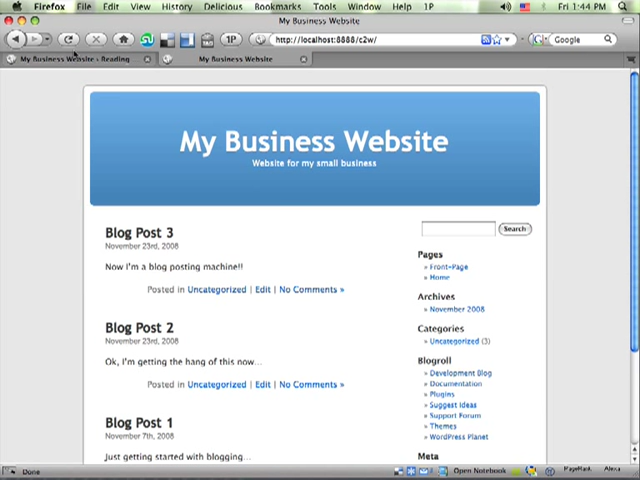 Firefox File Edit View History Delicious Bookmarks Tools Window Help 1P Fri 1:44 PM
My Business Website
1P http://localhost:8888/c2w/ Google
My Business Website › Reading My Business Website
My Business Website
Website for my small business
Blog Post 3
November 23rd, 2008
Now I'm a blog posting machine!!
Posted in Uncategorized | Edit | No Comments »
Blog Post 2
November 23rd, 2008
Ok, I'm getting the hang of this now...
Posted in Uncategorized | Edit | No Comments »
Blog Post 1
November 7th, 2008
Just getting started with blogging...
Search
Pages
» Front-Page
» Home
Archives
» November 2008
Categories
» Uncategorized (3)
Blogroll
» Development Blog
» Documentation
» Plugins
» Suggest Ideas
» Support Forum
» Themes
» WordPress Planet
Meta
Done Open Notebook PageRank Alexa